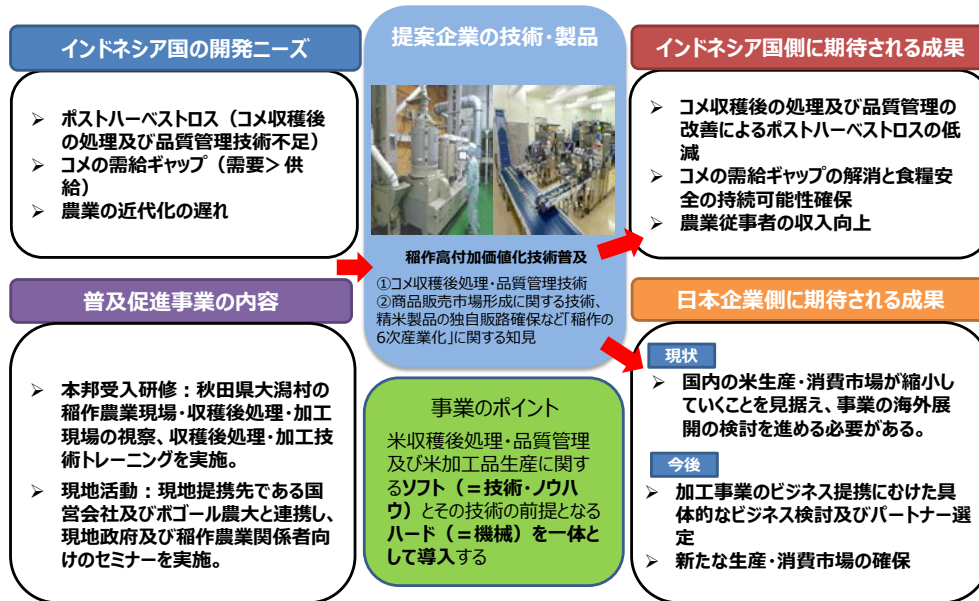 インドネシア国の開発ニーズ
➢ ポストハーベストロス（コメ収穫後
の処理及び品質管理技術不足）
➢ コメの需給ギャップ（需要＞供
給）
➢ 農業の近代化の遅れ
普及促進事業の内容
➢ 本邦受入研修：秋田県大潟村の
稲作農業現場・収穫後処理・加工
現場の視察、収穫後処理・加工技
術トレーニングを実施。
➢ 現地活動：現地提携先である国
営会社及びボゴール農大と連携し、
現地政府及び稲作農業関係者向
けのセミナーを実施。
提案企業の技術・製品
稲作高付加価値化技術普及
①コメ収穫後処理・品質管理技術
②商品販売市場形成に関する技術、
精米製品の独自販路確保など「稲作の
6次産業化」に関する知見
事業のポイント
米収穫後処理・品質管理
及び米加工品生産に関す
るソフト（＝技術・ノウハ
ウ）とその技術の前提となる
ハード（＝機械）を一体と
して導入する
インドネシア国側に期待される成果
➢ コメ収穫後の処理及び品質管理の
改善によるポストハーベストロスの低
減
➢ コメの需給ギャップの解消と食糧安
全の持続可能性確保
➢ 農業従事者の収入向上
日本企業側に期待される成果
現状
➢ 国内の米生産・消費市場が縮小し
ていくことを見据え、事業の海外展
開の検討を進める必要がある。
今後
➢ 加工事業のビジネス提携にむけた具
体的なビジネス検討及びパートナー選
定
➢ 新たな生産・消費市場の確保